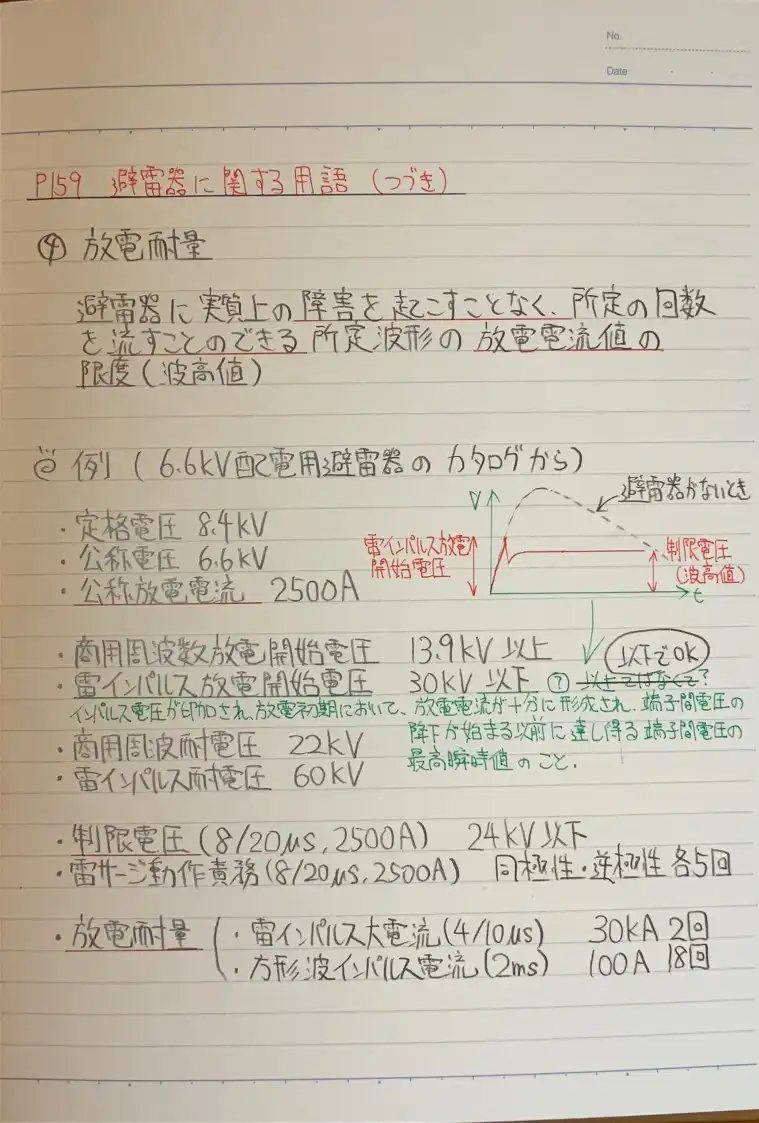 No.
Date
P159 避雷器に関する用語 (つづき)
④ 放電耐量
避雷器に実質上の障害を起こすことなく、所定の回数
を流すことのできる所定波形の放電電流値の
限度(波高値)
例 (6.6kV配電用避雷器のカタログから)
V
避雷器がないとき
・定格電圧 8.4kV
・公称電圧 6.6kV
・公称放電電流 2500A
雷インパルス放電
開始電圧
制限電圧
(波高値)
t
・商用周波数放電開始電圧 13.9kV 以上
以下でOK
・雷インパルス放電開始電圧 30kV 以下 ? 以上ではなくて?
インパルス電圧が印加され、放電初期において、放電電流が十分に形成され、端子間電圧の
降下が始まる以前に達し得る端子間電圧の
最高瞬時値のこと.
・商用周波耐電圧 22kV
・雷インパルス耐電圧 60kV
・制限電圧 (8/20μs, 2500A) 24kV以下
・雷サージ動作責務 (8/20μs, 2500A) 同極性・逆極性 各5回
・放電耐量 ・雷インパルス大電流(4/10μs) 30kA 2回
・方形波インパルス電流(2ms) 100A 18回